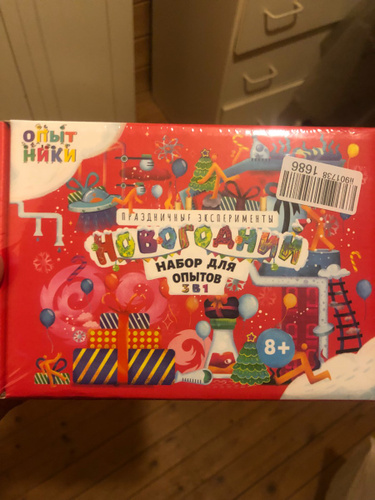 ОПЫТ
НИКИ
1686
ПРАЗДНИЧНЫЕ ЭКСПЕРИМЕНТЫ
НОВОГОДНИЙ
НАБОР ДЛЯ
ОПЫТОВ
3 В 1
8+